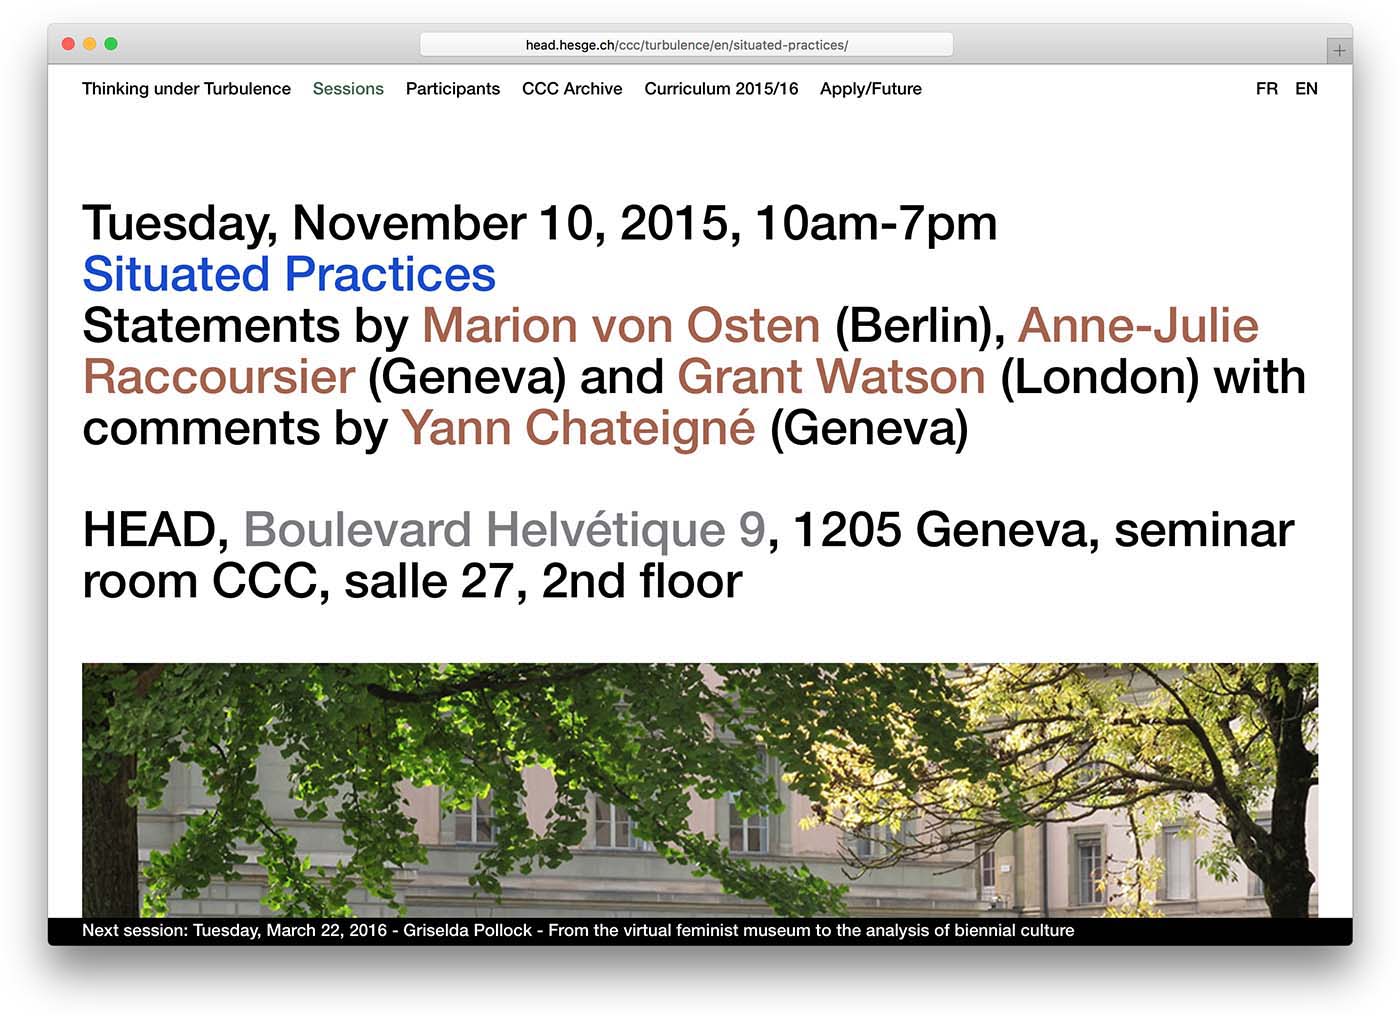 head.hesge.ch/ccc/turbulence/en/situated-practices/
Thinking under Turbulence Sessions Participants CCC Archive Curriculum 2015/16 Apply/Future FR EN
Tuesday, November 10, 2015, 10am-7pm
Situated Practices
Statements by Marion von Osten (Berlin), Anne-Julie
Raccoursier (Geneva) and Grant Watson (London) with
comments by Yann Chateigné (Geneva)
HEAD, Boulevard Helvétique 9, 1205 Geneva, seminar
room CCC, salle 27, 2nd floor
Next session: Tuesday, March 22, 2016 - Griselda Pollock - From the virtual feminist museum to the analysis of biennial culture